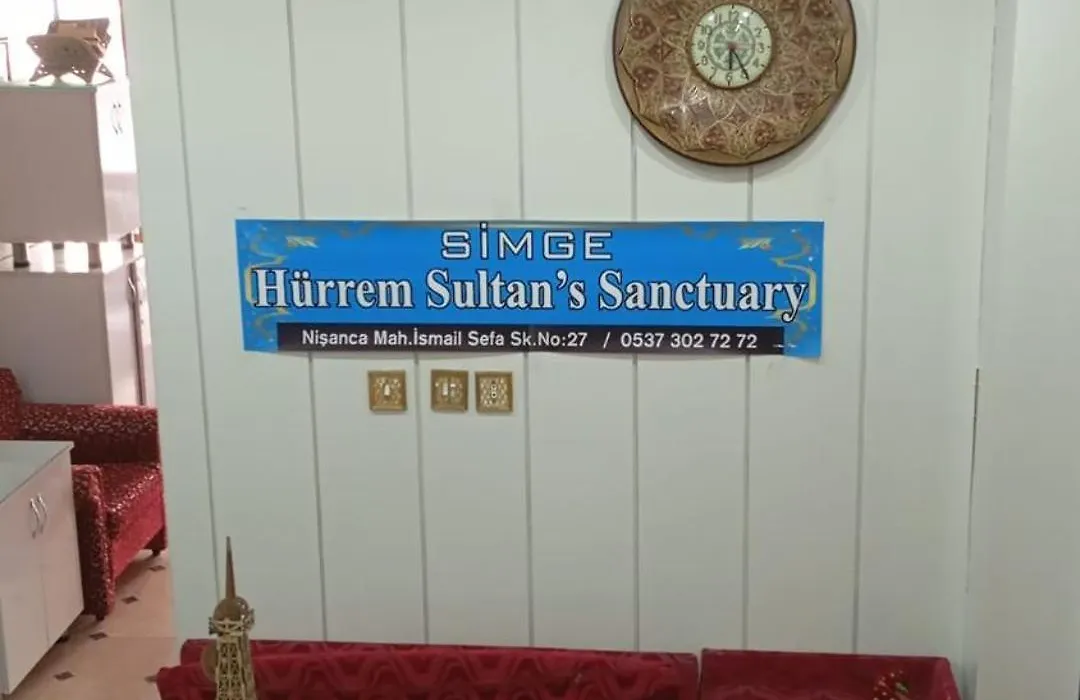 SİMGE
Hürrem Sultan's Sanctuary
Nişanca Mah.İsmail Sefa Sk.No:27 / 0537 302 72 72